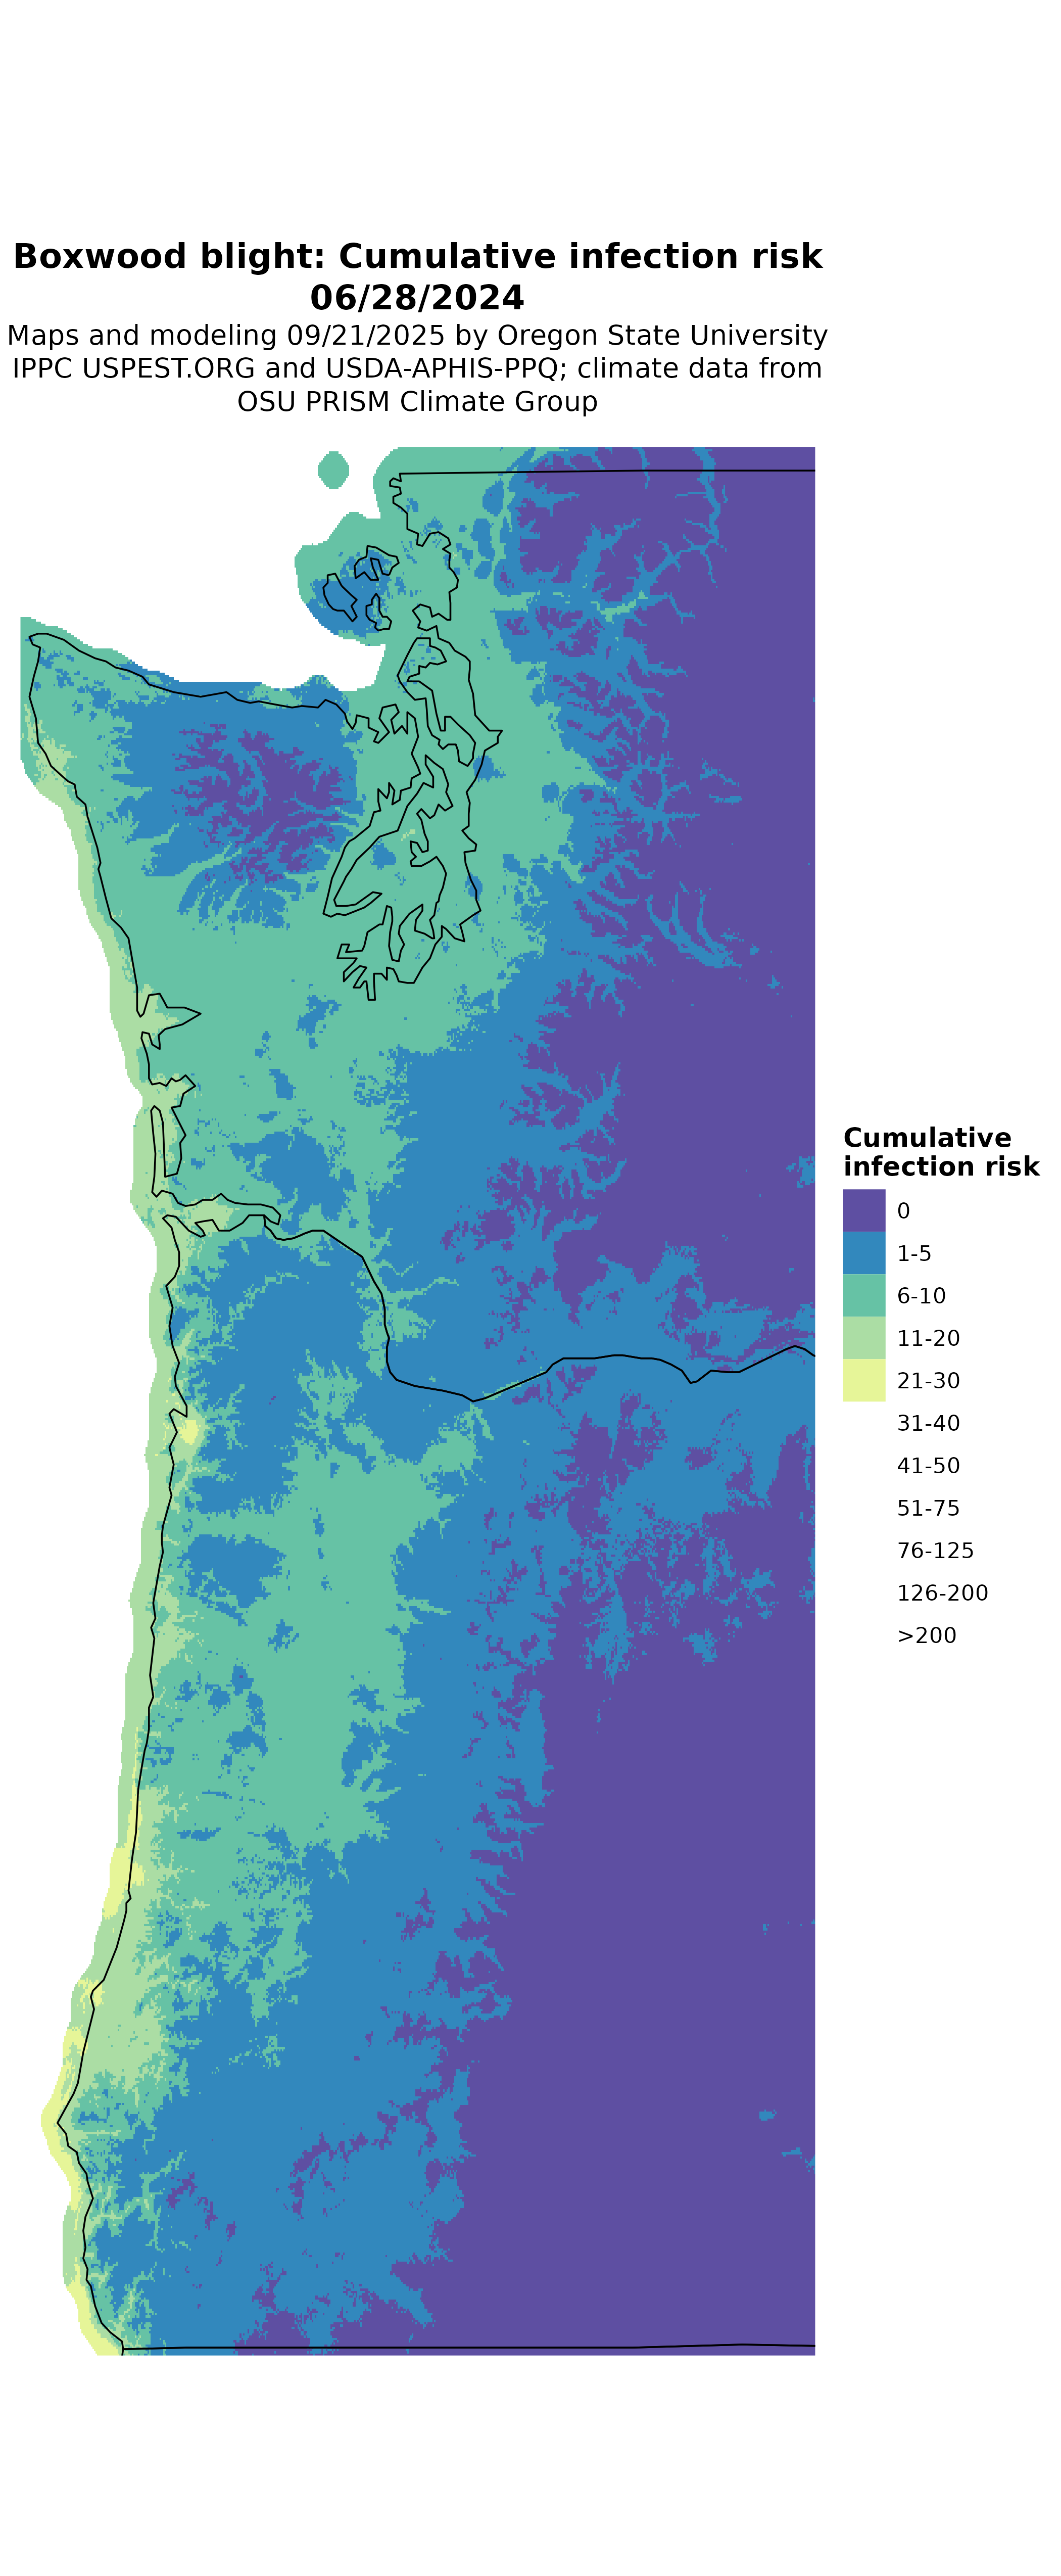 Boxwood blight: Cumulative infection risk
06/28/2024
Maps and modeling 09/21/2025 by Oregon State University
IPPC USPEST.ORG and USDA-APHIS-PPQ; climate data from
OSU PRISM Climate Group
Cumulative
infection risk
0
1-5
6-10
11-20
21-30
31-40
41-50
51-75
76-125
126-200
>200